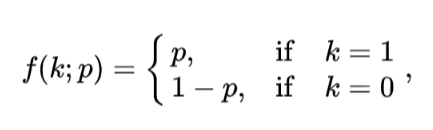 f(k; p) = { p, if k = 1
1 − p, if k = 0 ,